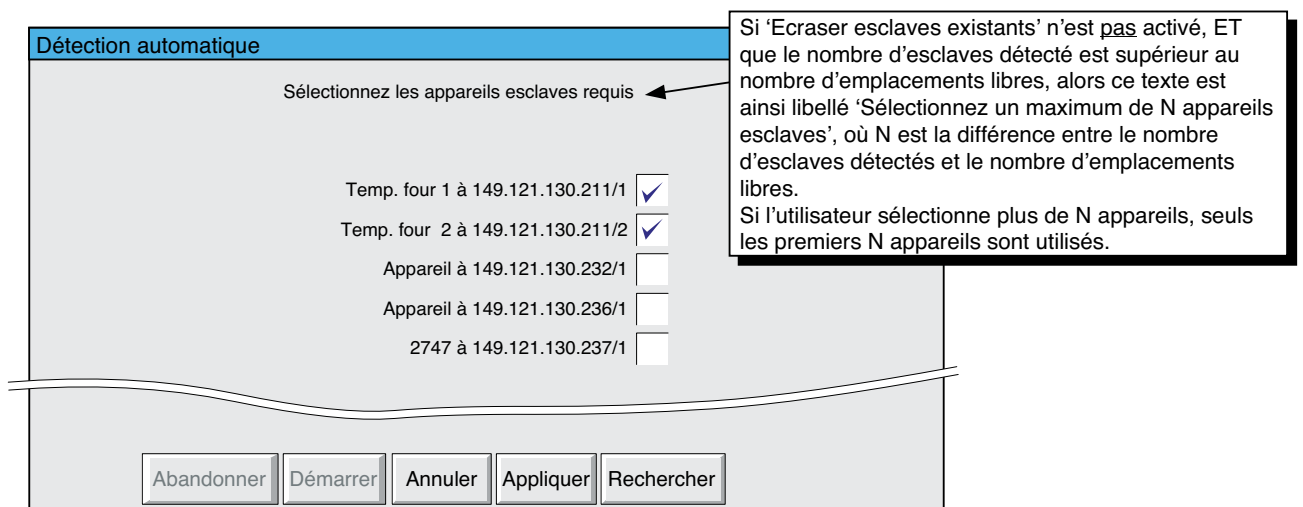 Détection automatique
Sélectionnez les appareils esclaves requis
Si ‘Ecraser esclaves existants’ n’est pas activé, ET
que le nombre d’esclaves détecté est supérieur au
nombre d’emplacements libres, alors ce texte est
ainsi libellé ‘Sélectionnez un maximum de N appareils
esclaves’, où N est la différence entre le nombre
d’esclaves détectés et le nombre d’emplacements
libres.
Si l’utilisateur sélectionne plus de N appareils, seuls
les premiers N appareils sont utilisés.
Temp. four 1 à 149.121.130.211/1
Temp. four 2 à 149.121.130.211/2
Appareil à 149.121.130.232/1
Appareil à 149.121.130.236/1
2747 à 149.121.130.237/1
Abandonner Démarrer Annuler Appliquer Rechercher